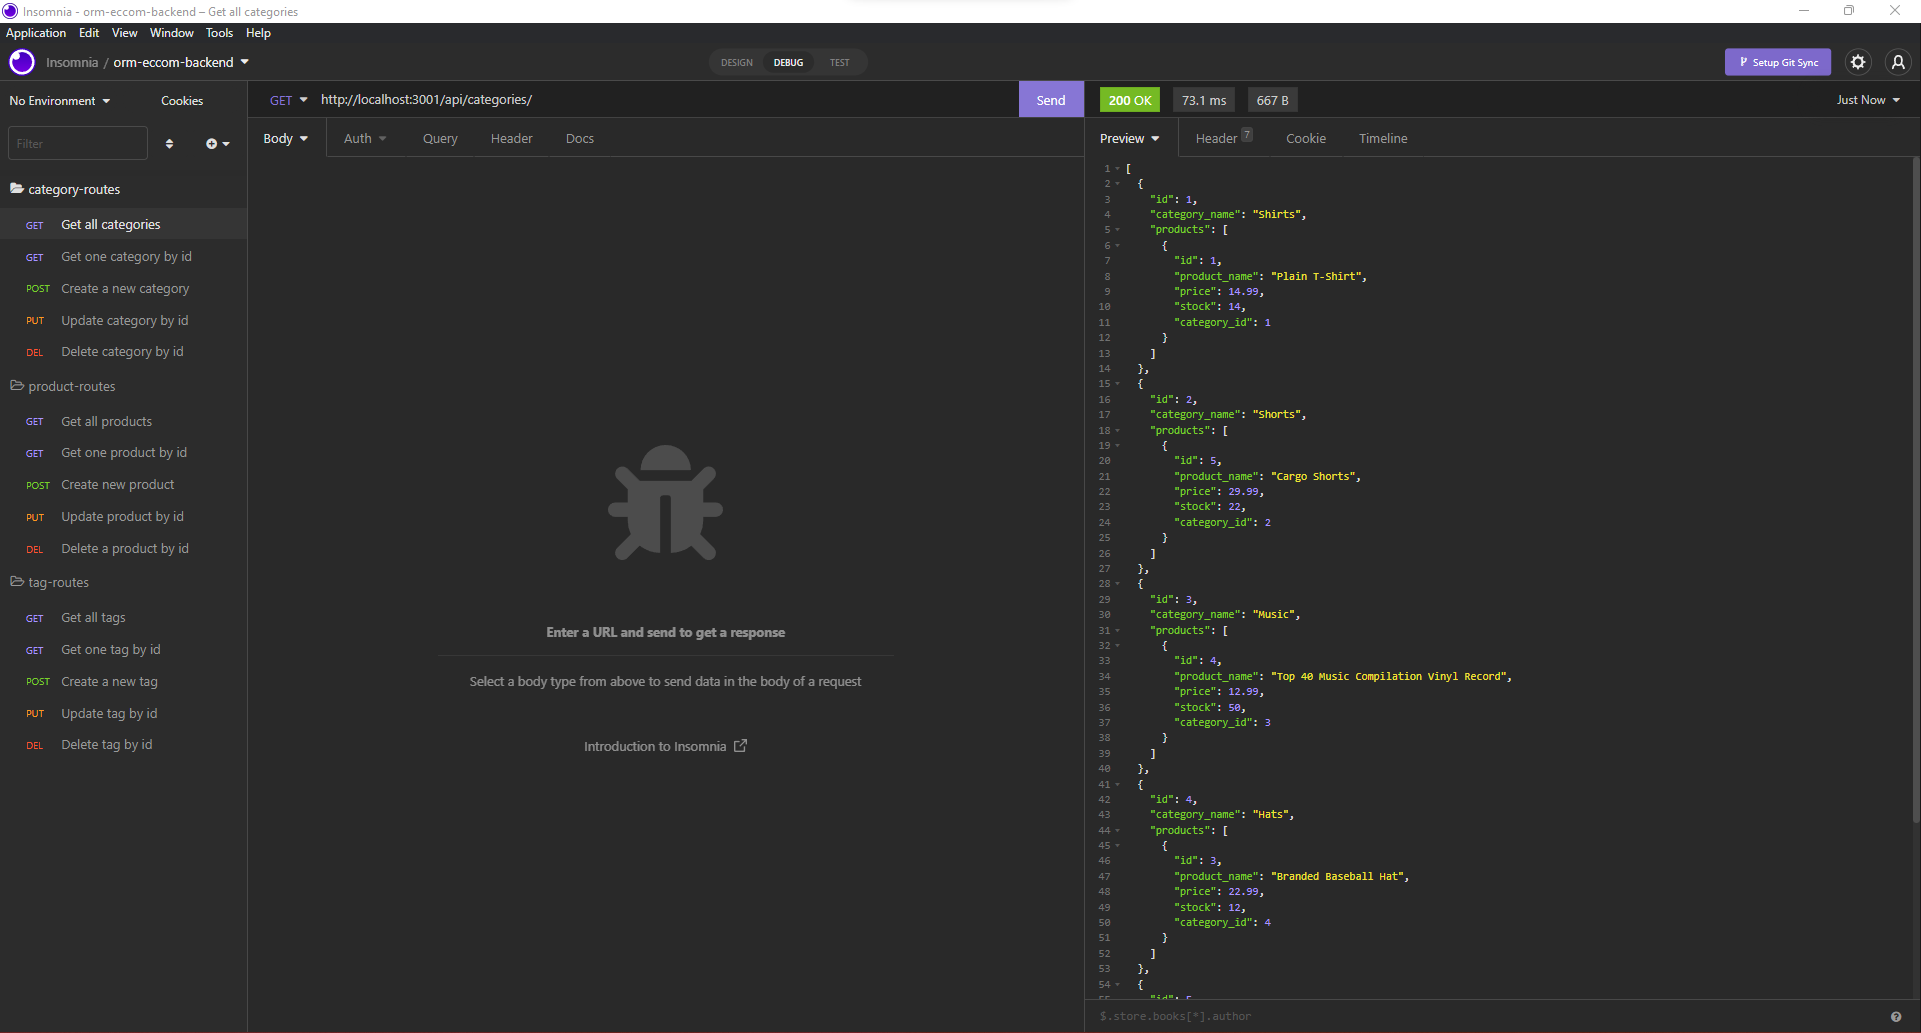 Insomnia - orm-eccom-backend – Get all categories
Application Edit View Window Tools Help
Insomnia / orm-eccom-backend
DESIGN DEBUG TEST
Setup Git Sync
No Environment Cookies
GET http://localhost:3001/api/categories/ Send
200 OK 73.1 ms 667 B Just Now
Filter
Body Auth Query Header Docs
Preview Header 7 Cookie Timeline
category-routes
GET Get all categories
GET Get one category by id
POST Create a new category
PUT Update category by id
DEL Delete category by id
product-routes
GET Get all products
GET Get one product by id
POST Create new product
PUT Update product by id
DEL Delete a product by id
tag-routes
GET Get all tags
GET Get one tag by id
POST Create a new tag
PUT Update tag by id
DEL Delete tag by id
Enter a URL and send to get a response
Select a body type from above to send data in the body of a request
Introduction to Insomnia
1 [
2 {
3 "id": 1,
4 "category_name": "Shirts",
5 "products": [
6 {
7 "id": 1,
8 "product_name": "Plain T-Shirt",
9 "price": 14.99,
10 "stock": 14,
11 "category_id": 1
12 }
13 ]
14 },
15 {
16 "id": 2,
17 "category_name": "Shorts",
18 "products": [
19 {
20 "id": 5,
21 "product_name": "Cargo Shorts",
22 "price": 29.99,
23 "stock": 22,
24 "category_id": 2
25 }
26 ]
27 },
28 {
29 "id": 3,
30 "category_name": "Music",
31 "products": [
32 {
33 "id": 4,
34 "product_name": "Top 40 Music Compilation Vinyl Record",
35 "price": 12.99,
36 "stock": 50,
37 "category_id": 3
38 }
39 ]
40 },
41 {
42 "id": 4,
43 "category_name": "Hats",
44 "products": [
45 {
46 "id": 3,
47 "product_name": "Branded Baseball Hat",
48 "price": 22.99,
49 "stock": 12,
50 "category_id": 4
51 }
52 ]
53 },
54 {
55 "id": 5
$.store.books[*].author